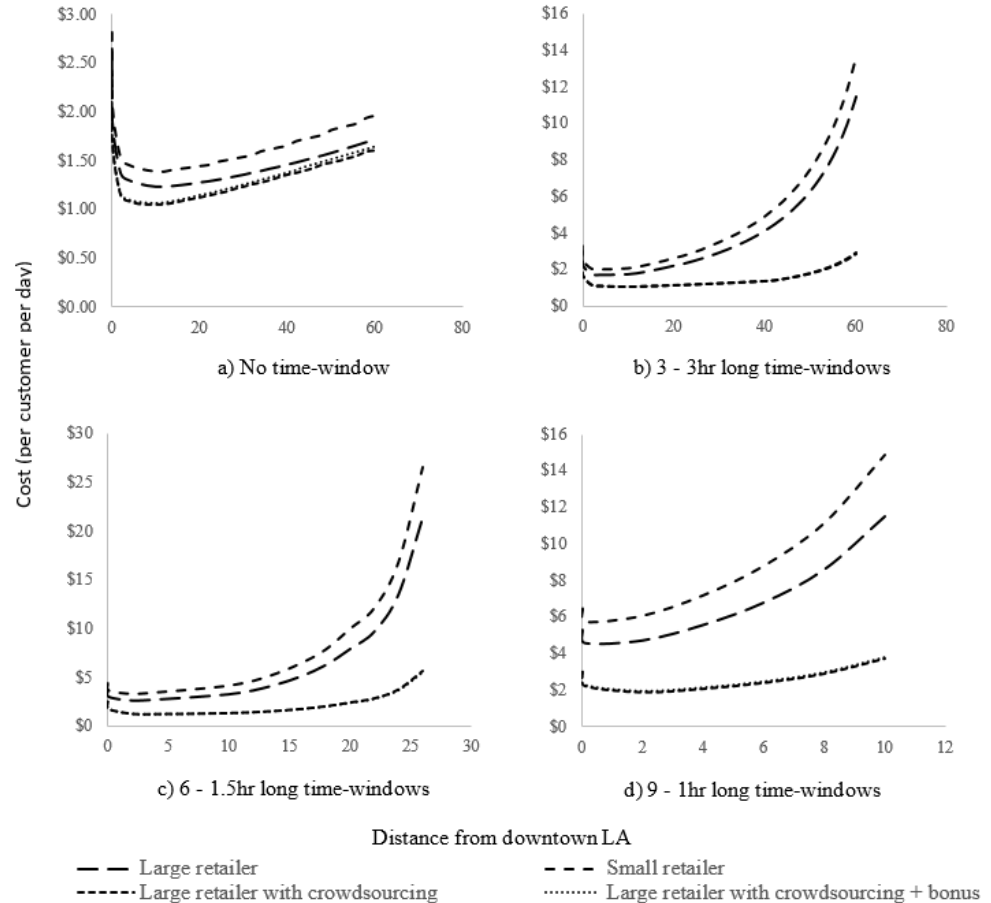 $3.00
$2.50
$2.00
$1.50
$1.00
$0.50
$0.00
0 20 40 60 80
a) No time-window
$16
$14
$12
$10
$8
$6
$4
$2
$0
0 20 40 60 80
b) 3 - 3hr long time-windows
Cost (per customer per day)
$30
$25
$20
$15
$10
$5
$0
0 5 10 15 20 25 30
c) 6 - 1.5hr long time-windows
$16
$14
$12
$10
$8
$6
$4
$2
$0
0 2 4 6 8 10 12
d) 9 - 1hr long time-windows
Distance from downtown LA
Large retailer
Small retailer
Large retailer with crowdsourcing
Large retailer with crowdsourcing + bonus